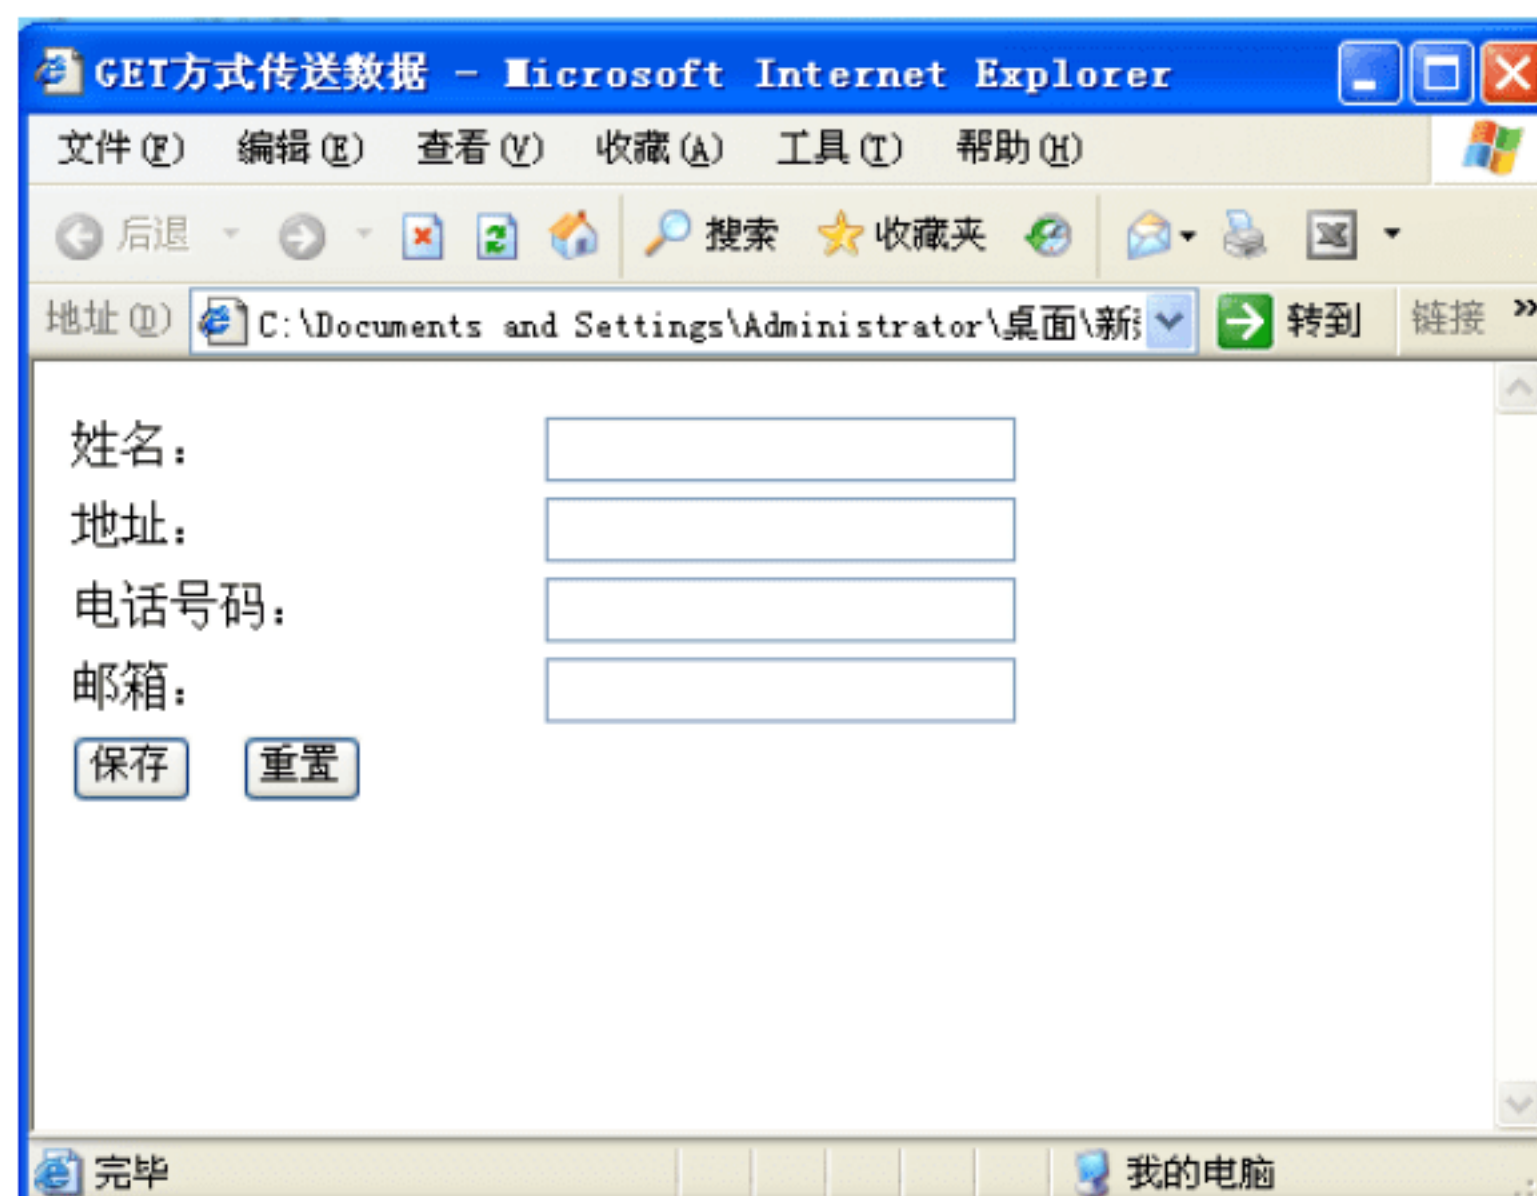 GET方式传送数据 - Microsoft Internet Explorer
文件(F) 编辑(E) 查看(V) 收藏(A) 工具(T) 帮助(H)
后退 搜索 收藏夹
地址(D) C:\Documents and Settings\Administrator\桌面\新 转到 链接 »
姓名：
地址：
电话号码：
邮箱：
保存 重置
完毕 我的电脑